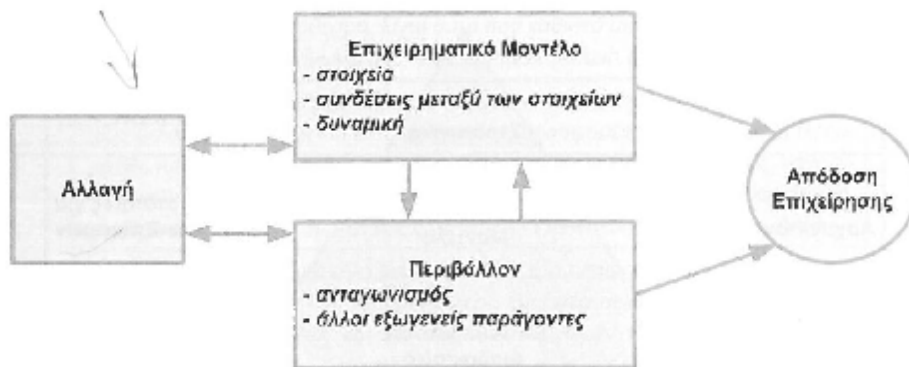 Επιχειρηματικό Μοντέλο
- στοιχεία
- συνδέσεις μεταξύ των στοιχείων
- δυναμική
Αλλαγή
Απόδοση
Επιχείρησης
Περιβάλλον
- ανταγωνισμός
- άλλοι εξωγενείς παράγοντες